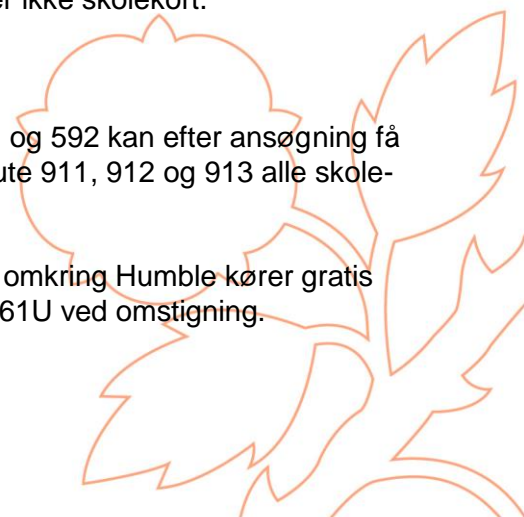 er ikke skolekort.
og 592 kan efter ansøgning få
ute 911, 912 og 913 alle skole-
omkring Humble kører gratis
61U ved omstigning.